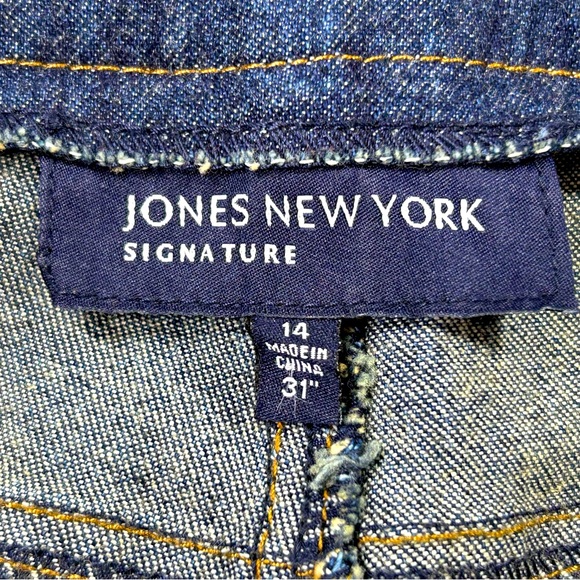 JONES NEW YORK
SIGNATURE
14
MADE IN
CHINA
31"